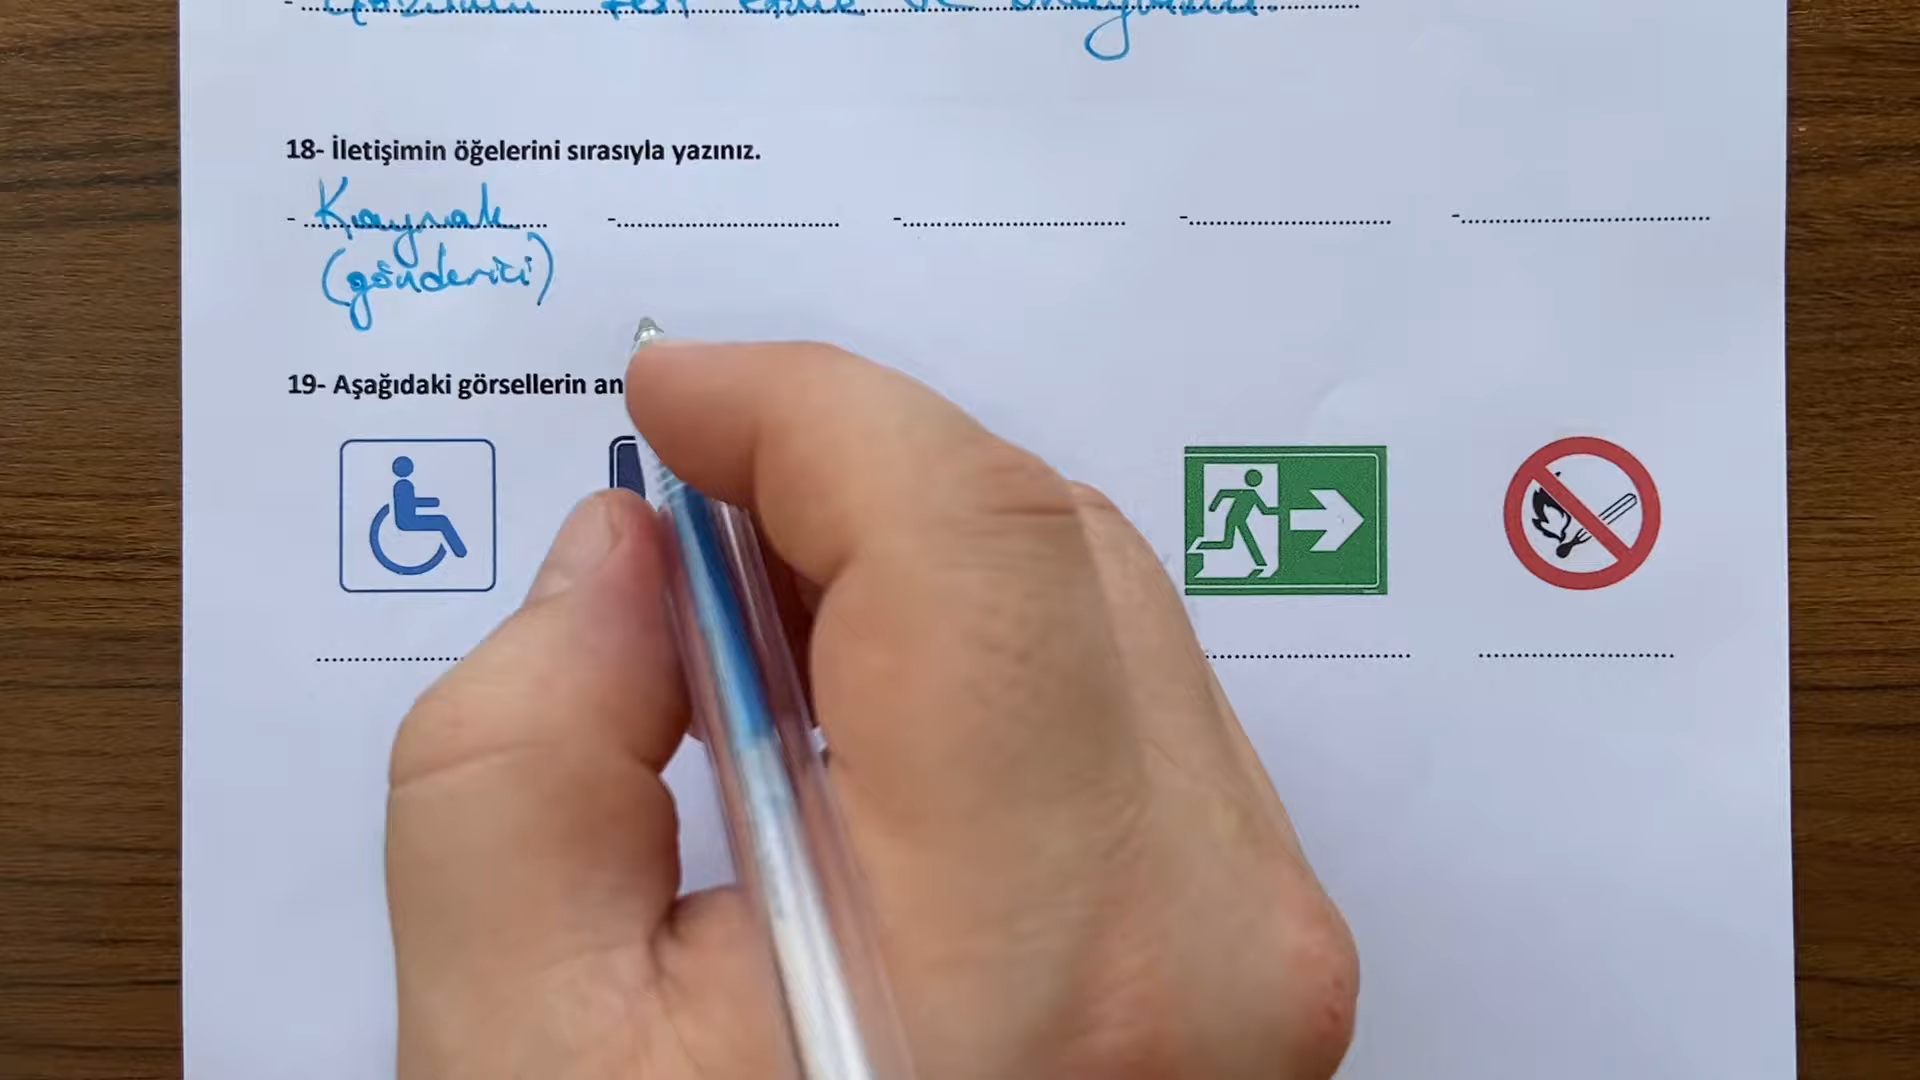 18- İletişimin öğelerini sırasıyla yazınız.
- Kaynak - - - -
(gönderici)
19- Aşağıdaki görsellerin an